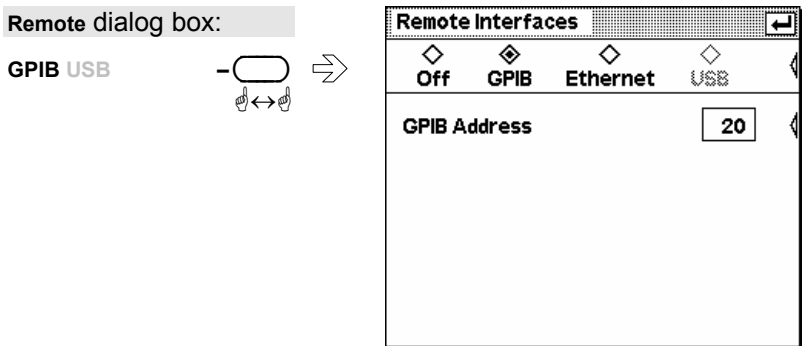 Remote dialog box:
GPIB USB
Remote Interfaces
Off GPIB Ethernet USB
GPIB Address 20